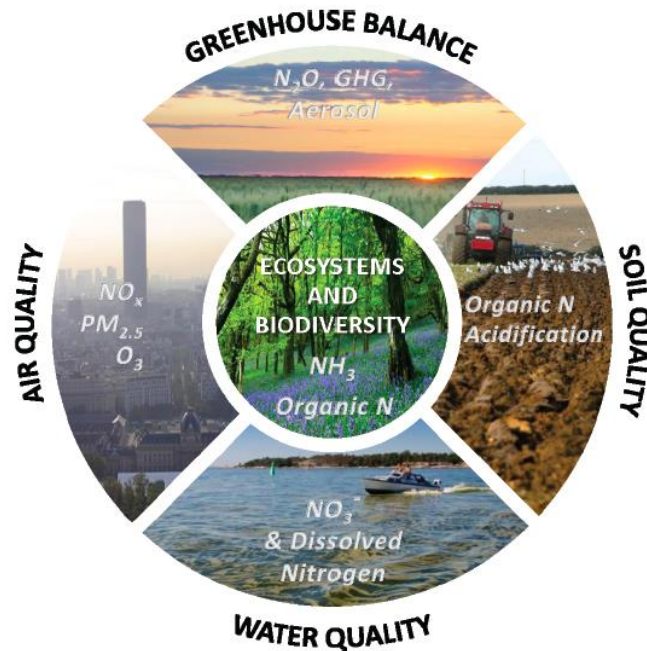 GREENHOUSE BALANCE
N₂O, GHG,
Aerosol
AIR QUALITY
NOₓ
PM₂.₅
O₃
ECOSYSTEMS
AND
BIODIVERSITY
NH₃
Organic N
SOIL QUALITY
Organic N
Acidification
NO₃⁻
& Dissolved
Nitrogen
WATER QUALITY